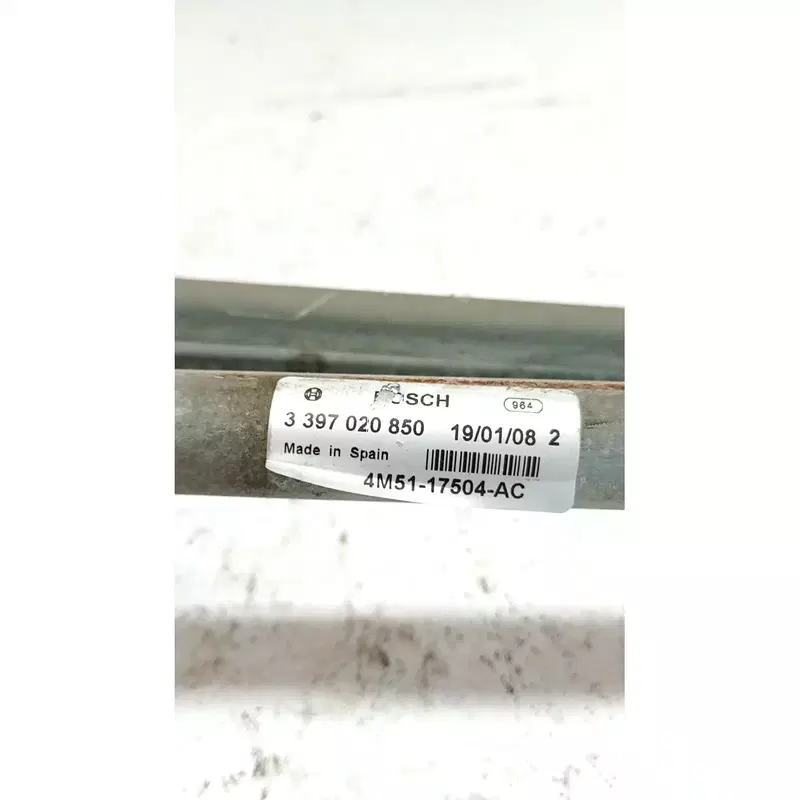 BOSCH 964
3 397 020 850 19/01/08 2
Made in Spain
4M51-17504-AC